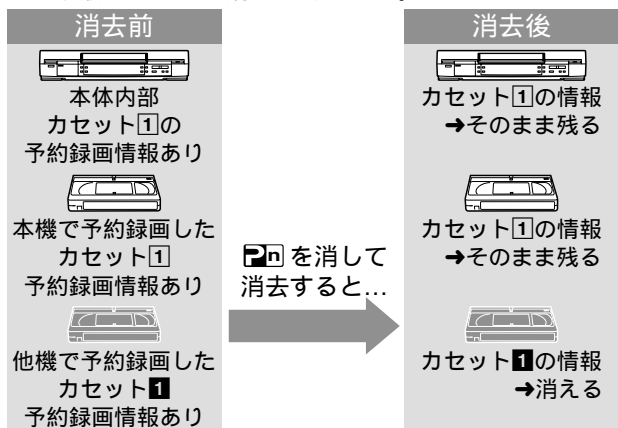 消去前
本体内部
カセット1の
予約録画情報あり
本機で予約録画した
カセット1
予約録画情報あり
他機で予約録画した
カセット1
予約録画情報あり
Pnを消して
消去すると…
消去後
カセット1の情報
➜そのまま残る
カセット1の情報
➜そのまま残る
カセット1の情報
➜消える